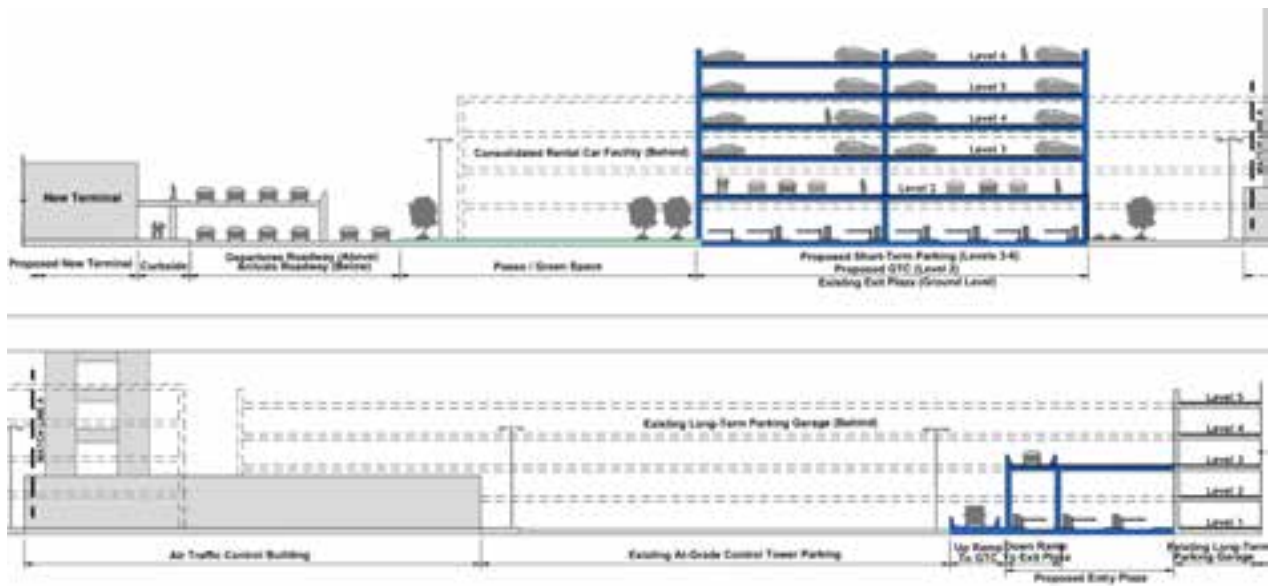 Level 6
Level 5
Level 4
Consolidated Rental Car Facility (Behind)
Level 3
New Terminal
Level 2
Proposed New Terminal
Curbside
Departures Roadway (Above)
Arrivals Roadway (Below)
Paseo / Green Space
Proposed Short-Term Parking (Levels 3-6)
Proposed GTC (Level 2)
Existing Exit Plaza (Ground Level)
MATCHLINE A
MATCHLINE A
Level 5
Existing Long-Term Parking Garage (Behind)
Level 4
Level 3
Level 2
Level 1
Air Traffic Control Building
Existing At-Grade Control Tower Parking
Up Ramp
To GTC
Down Ramp
To Exit Plaza
Existing Long-Term
Parking Garage
Proposed Entry Plaza